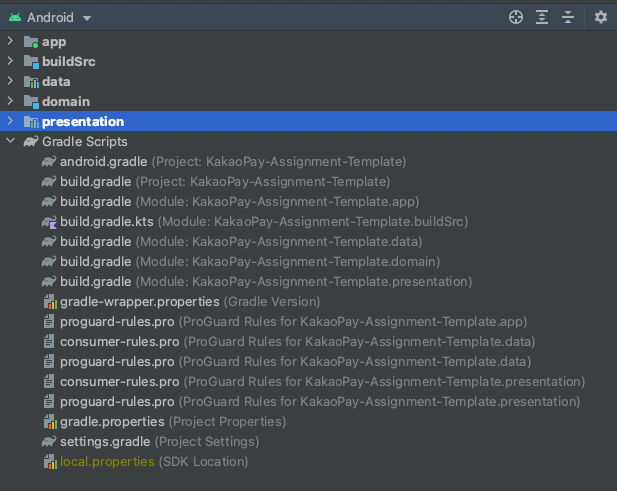 Android
app
buildSrc
data
domain
presentation
Gradle Scripts
android.gradle (Project: KakaoPay-Assignment-Template)
build.gradle (Project: KakaoPay-Assignment-Template)
build.gradle (Module: KakaoPay-Assignment-Template.app)
build.gradle.kts (Module: KakaoPay-Assignment-Template.buildSrc)
build.gradle (Module: KakaoPay-Assignment-Template.data)
build.gradle (Module: KakaoPay-Assignment-Template.domain)
build.gradle (Module: KakaoPay-Assignment-Template.presentation)
gradle-wrapper.properties (Gradle Version)
proguard-rules.pro (ProGuard Rules for KakaoPay-Assignment-Template.app)
consumer-rules.pro (ProGuard Rules for KakaoPay-Assignment-Template.data)
proguard-rules.pro (ProGuard Rules for KakaoPay-Assignment-Template.data)
consumer-rules.pro (ProGuard Rules for KakaoPay-Assignment-Template.presentation)
proguard-rules.pro (ProGuard Rules for KakaoPay-Assignment-Template.presentation)
gradle.properties (Project Properties)
settings.gradle (Project Settings)
local.properties (SDK Location)